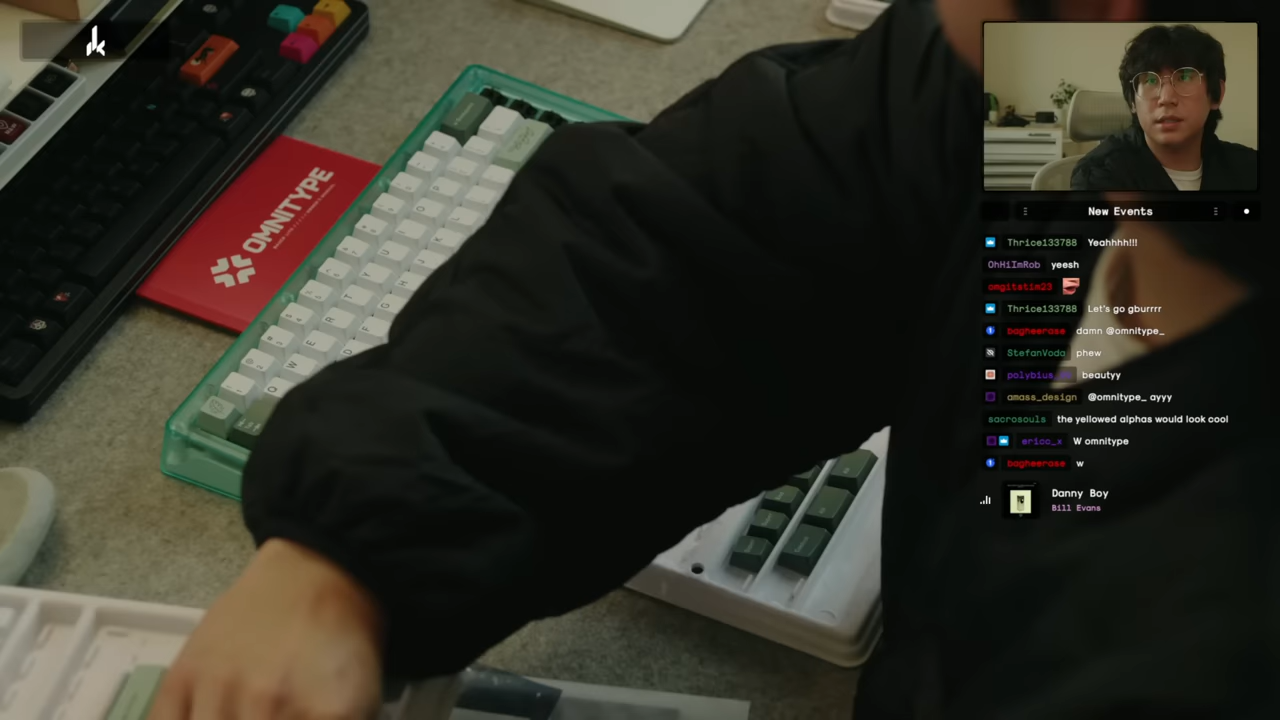 OMNITYPE
New Events
Thrice133788 Yeahhhh!!!
OhHiImRob yeesh
omgitstim23
Thrice133788 Let's go gburrrr
bagheerase damn @omnitype_
StefanVoda phew
beautyy
amass_design @omnitype_ ayyy
sacrosouls the yellowed alphas would look cool
ericc_x W omnitype
bagheerase w
Danny Boy
Bill Evans